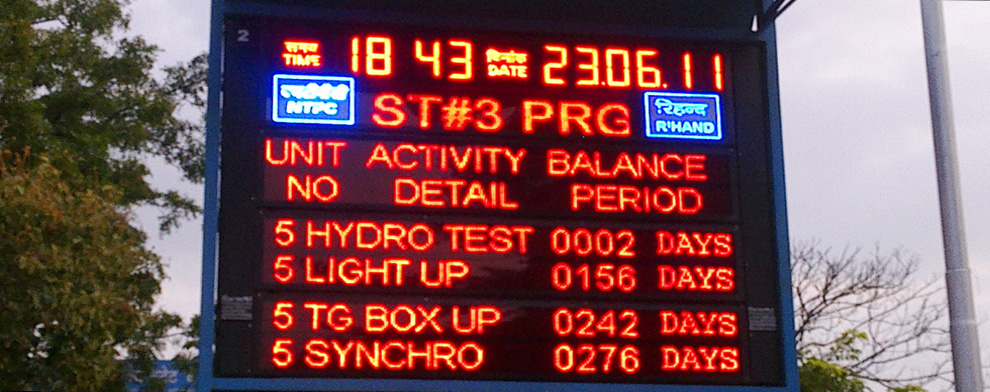 2
समय 18 43 दिनांक 23.06.11
TIME DATE
एनटीपीसी ST#3 PRG रिहन्द
NTPC R'HAND
UNIT ACTIVITY BALANCE
NO DETAIL PERIOD
5 HYDRO TEST 0002 DAYS
5 LIGHT UP 0156 DAYS
5 TG BOX UP 0242 DAYS
5 SYNCHRO 0276 DAYS